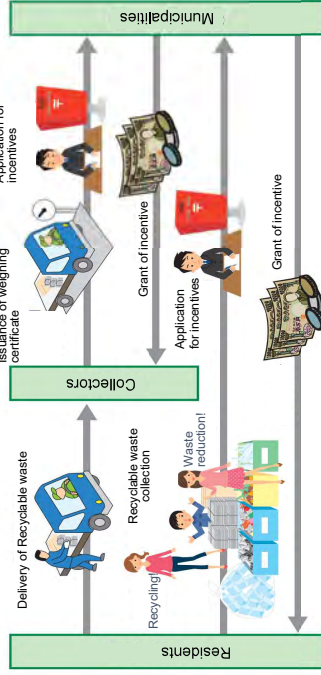 Issuance of weighing
certificate
Application for
incentives
Delivery of Recyclable waste
Grant of incentive
Municipalities
Collectors
Residents
Recyclable waste
collection
Recycling!
Waste
reduction!
Application
for incentives
Grant of incentive